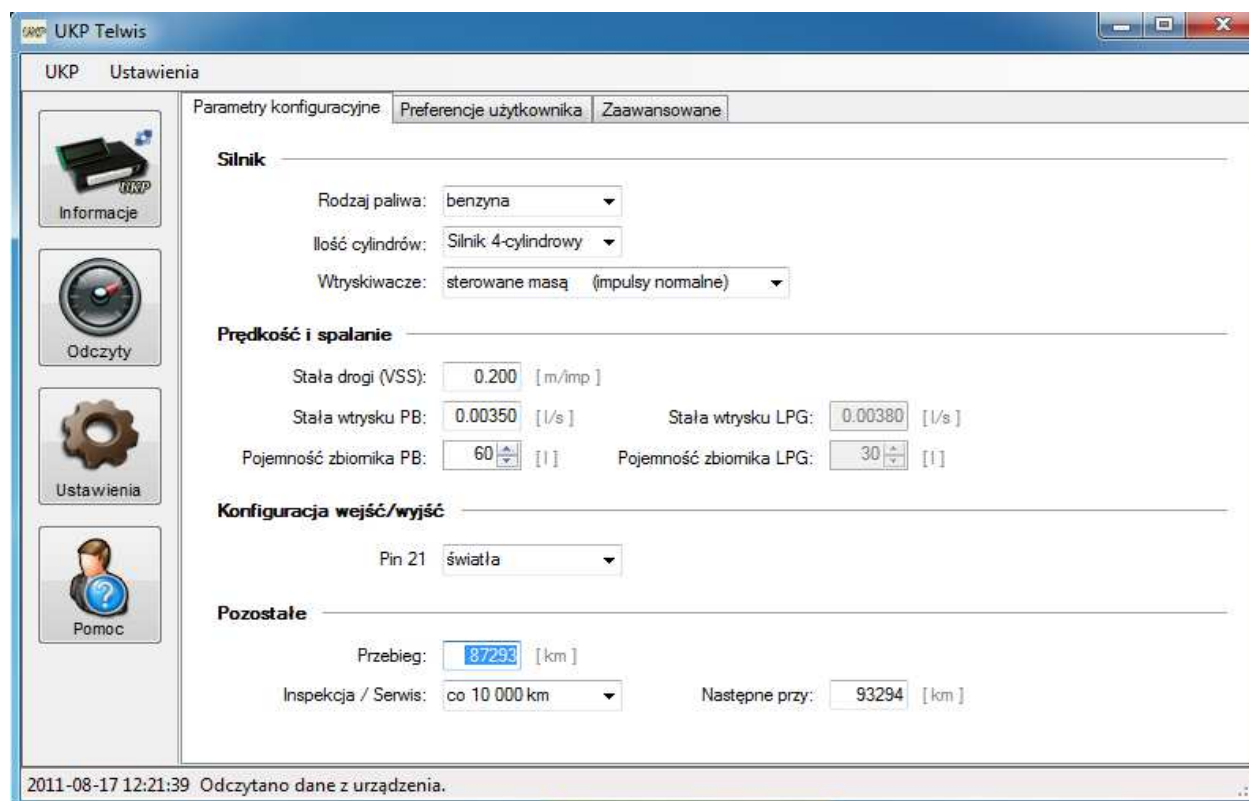 UKP Telwis
UKP Ustawienia
Parametry konfiguracyjne Preferencje użytkownika Zaawansowane
UKP
Informacje
Odczyty
Ustawienia
Pomoc
Silnik
Rodzaj paliwa: benzyna
Ilość cylindrów: Silnik 4-cylindrowy
Wtryskiwacze: sterowane masą (impulsy normalne)
Prędkość i spalanie
Stała drogi (VSS): 0.200 [ m/imp ]
Stała wtrysku PB: 0.00350 [ l/s ] Stała wtrysku LPG: 0.00380 [ l/s ]
Pojemność zbiornika PB: 60 [ l ] Pojemność zbiornika LPG: 30 [ l ]
Konfiguracja wejść/wyjść
Pin 21 światła
Pozostałe
Przebieg: 87293 [ km ]
Inspekcja / Serwis: co 10 000 km Następne przy: 93294 [ km ]
2011-08-17 12:21:39 Odczytano dane z urządzenia.